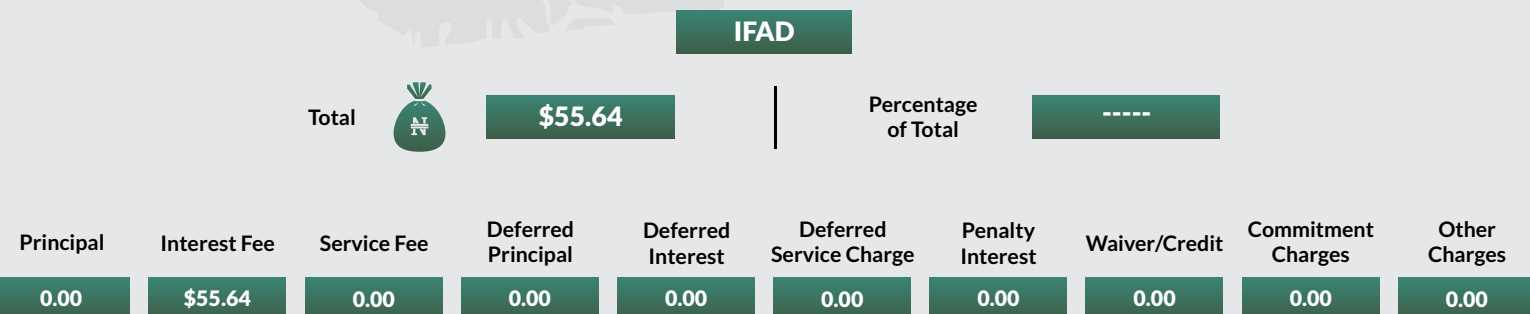 IFAD
Total ₦ $55.64 Percentage
of Total -----
Principal Interest Fee Service Fee Deferred
Principal Deferred
Interest Deferred
Service Charge Penalty
Interest Waiver/Credit Commitment
Charges Other
Charges
0.00 $55.64 0.00 0.00 0.00 0.00 0.00 0.00 0.00 0.00